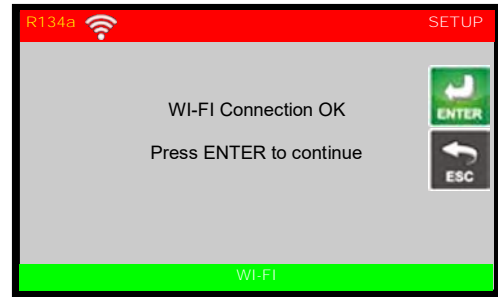 R134a SETUP
WI-FI Connection OK
ENTER
Press ENTER to continue
ESC
WI-FI